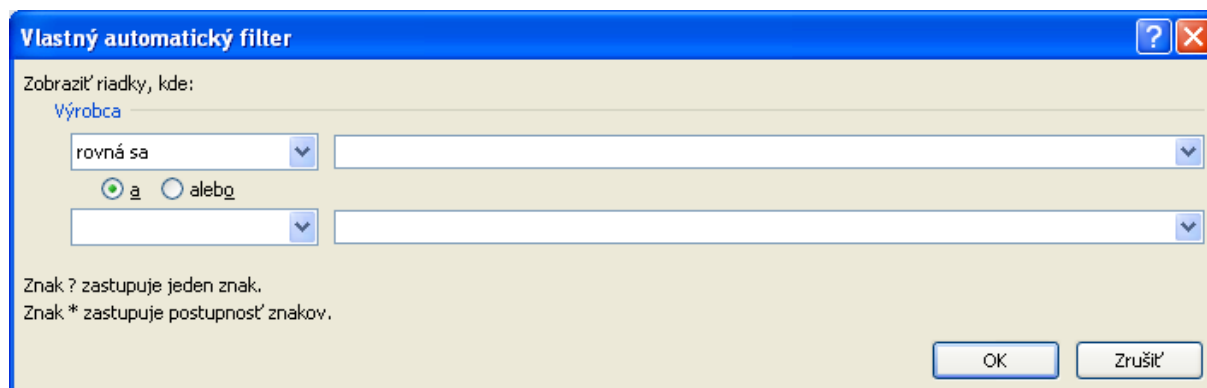 Vlastný automatický filter
Zobraziť riadky, kde:
Výrobca
rovná sa
a alebo
Znak ? zastupuje jeden znak.
Znak * zastupuje postupnosť znakov.
OK Zrušiť